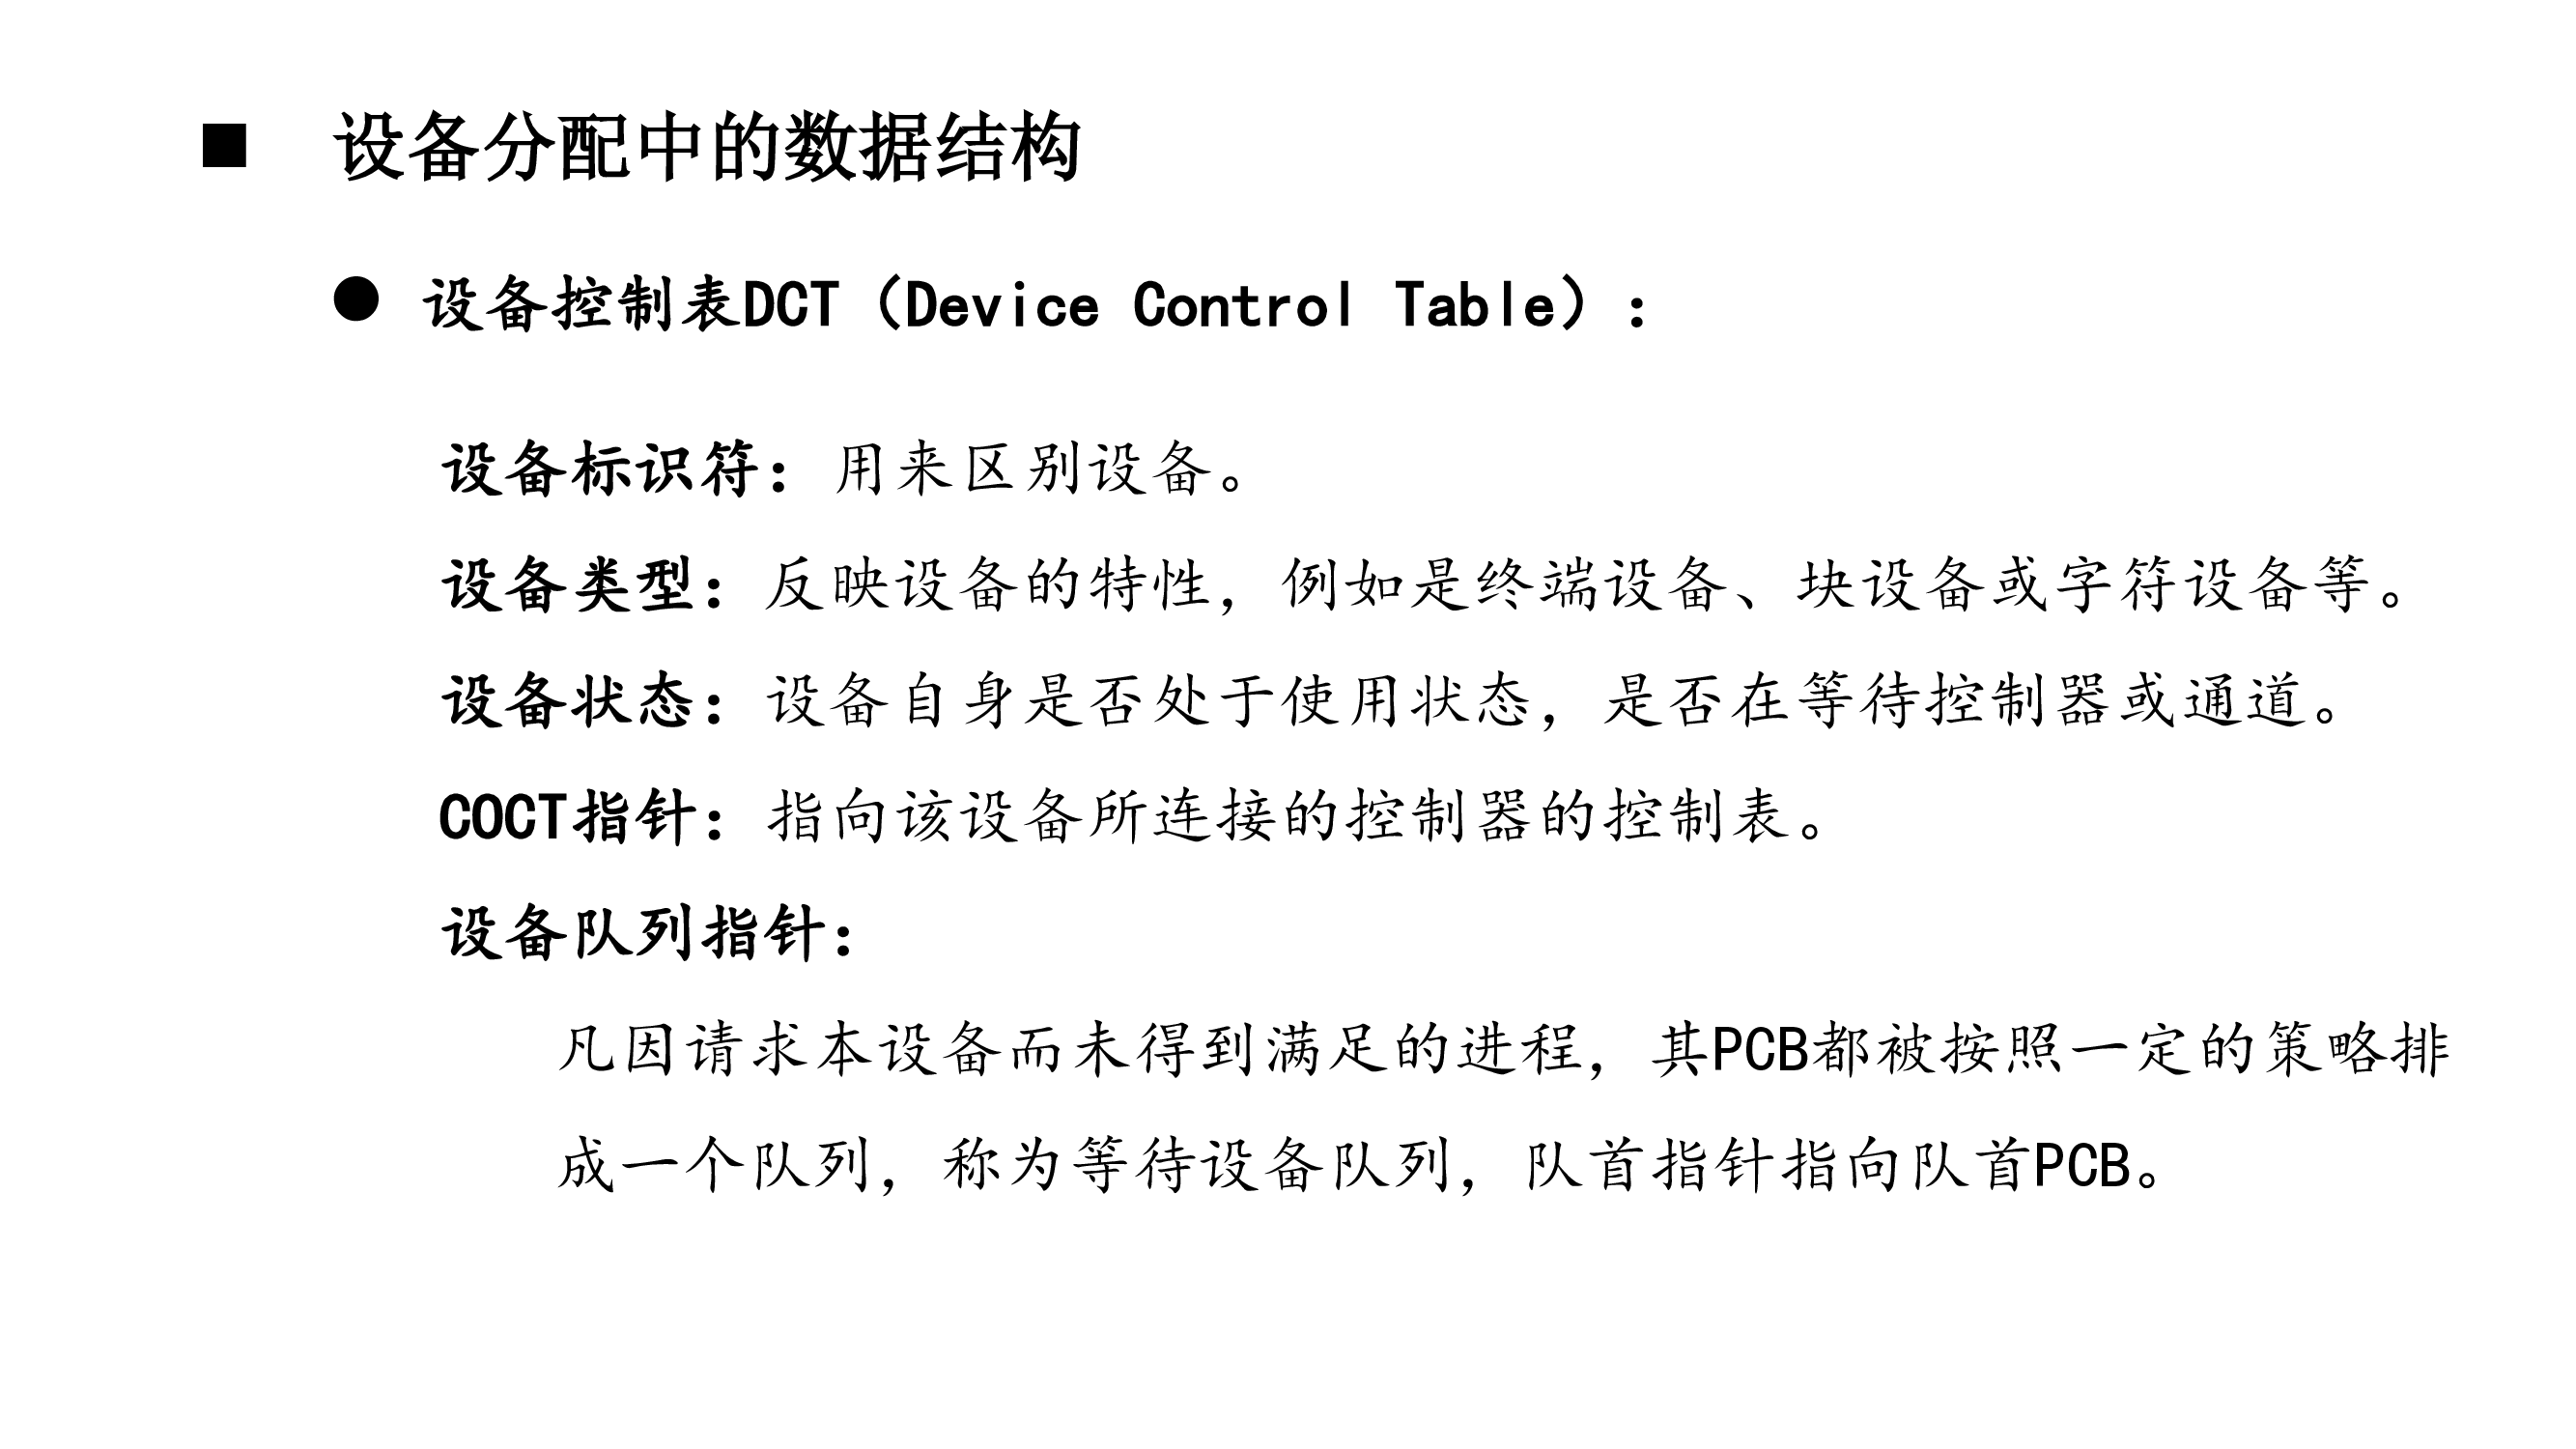 ■ 设备分配中的数据结构
● 设备控制表DCT（Device Control Table）：
设备标识符：用来区别设备。
设备类型：反映设备的特性，例如是终端设备、块设备或字符设备等。
设备状态：设备自身是否处于使用状态，是否在等待控制器或通道。
COCT指针：指向该设备所连接的控制器的控制表。
设备队列指针：
凡因请求本设备而未得到满足的进程，其PCB都被按照一定的策略排
成一个队列，称为等待设备队列，队首指针指向队首PCB。